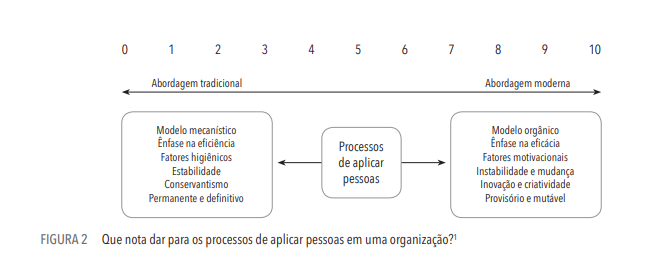 0 1 2 3 4 5 6 7 8 9 10
Abordagem tradicional Abordagem moderna
Modelo mecanístico
Ênfase na eficiência
Fatores higiênicos
Estabilidade
Conservantismo
Permanente e definitivo
Processos
de aplicar
pessoas
Modelo orgânico
Ênfase na eficácia
Fatores motivacionais
Instabilidade e mudança
Inovação e criatividade
Provisório e mutável
FIGURA 2 Que nota dar para os processos de aplicar pessoas em uma organização?¹